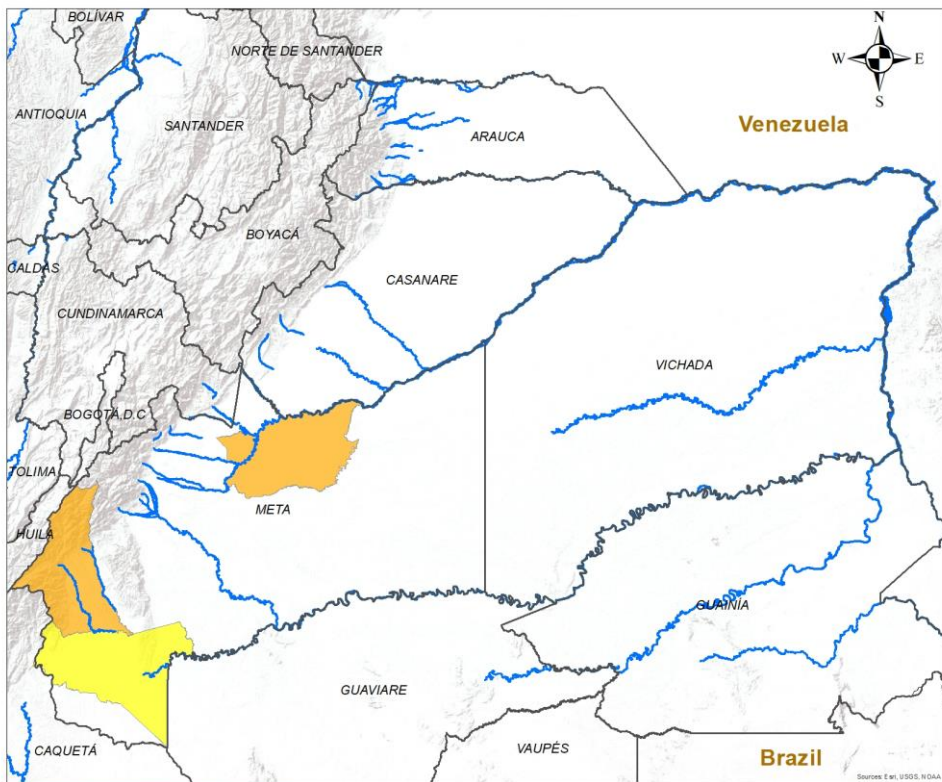 BOLÍVAR
N
NORTE DE SANTANDER
W
E
S
ANTIOQUIA
SANTANDER
Venezuela
ARAUCA
BOYACÁ
CALDAS
CASANARE
CUNDINAMARCA
VICHADA
BOGOTÁ,D.C
TOLIMA
META
HUILA
GUAINÍA
GUAVIARE
CAQUETÁ
VAUPÉS
Brazil
Sources: Esri, USGS, NOAA